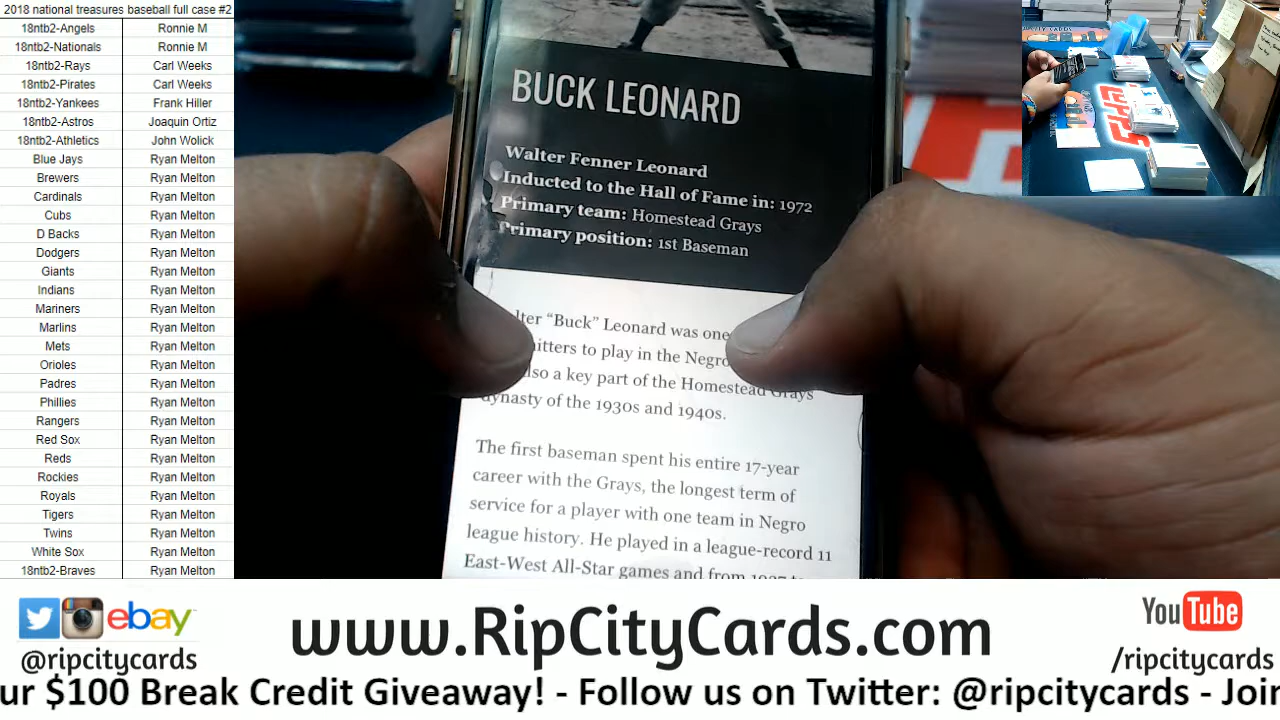 2018 national treasures baseball full case #2
18ntb2-Angels Ronnie M
18ntb2-Nationals Ronnie M
18ntb2-Rays Carl Weeks
18ntb2-Pirates Carl Weeks
18ntb2-Yankees Frank Hiller
18ntb2-Astros Joaquin Ortiz
18ntb2-Athletics John Wolick
Blue Jays Ryan Melton
Brewers Ryan Melton
Cardinals Ryan Melton
Cubs Ryan Melton
D Backs Ryan Melton
Dodgers Ryan Melton
Giants Ryan Melton
Indians Ryan Melton
Mariners Ryan Melton
Marlins Ryan Melton
Mets Ryan Melton
Orioles Ryan Melton
Padres Ryan Melton
Phillies Ryan Melton
Rangers Ryan Melton
Red Sox Ryan Melton
Reds Ryan Melton
Rockies Ryan Melton
Royals Ryan Melton
Tigers Ryan Melton
Twins Ryan Melton
White Sox Ryan Melton
18ntb2-Braves Ryan Melton
BUCK LEONARD
Walter Fenner Leonard
Inducted to the Hall of Fame in: 1972
Primary team: Homestead Grays
Primary position: 1st Baseman
“Buck” Leonard was one
hitters to play in the Negro
also a key part of the Homestead Grays
dynasty of the 1930s and 1940s.
The first baseman spent his entire 17-year
career with the Grays, the longest term of
service for a player with one team in Negro
league history. He played in a league-record 11
East-West All-Star games and from
TOPPS
ebay
@ripcitycards
www.RipCityCards.com
YouTube
/ripcitycards
ur $100 Break Credit Giveaway! - Follow us on Twitter: @ripcitycards - Join